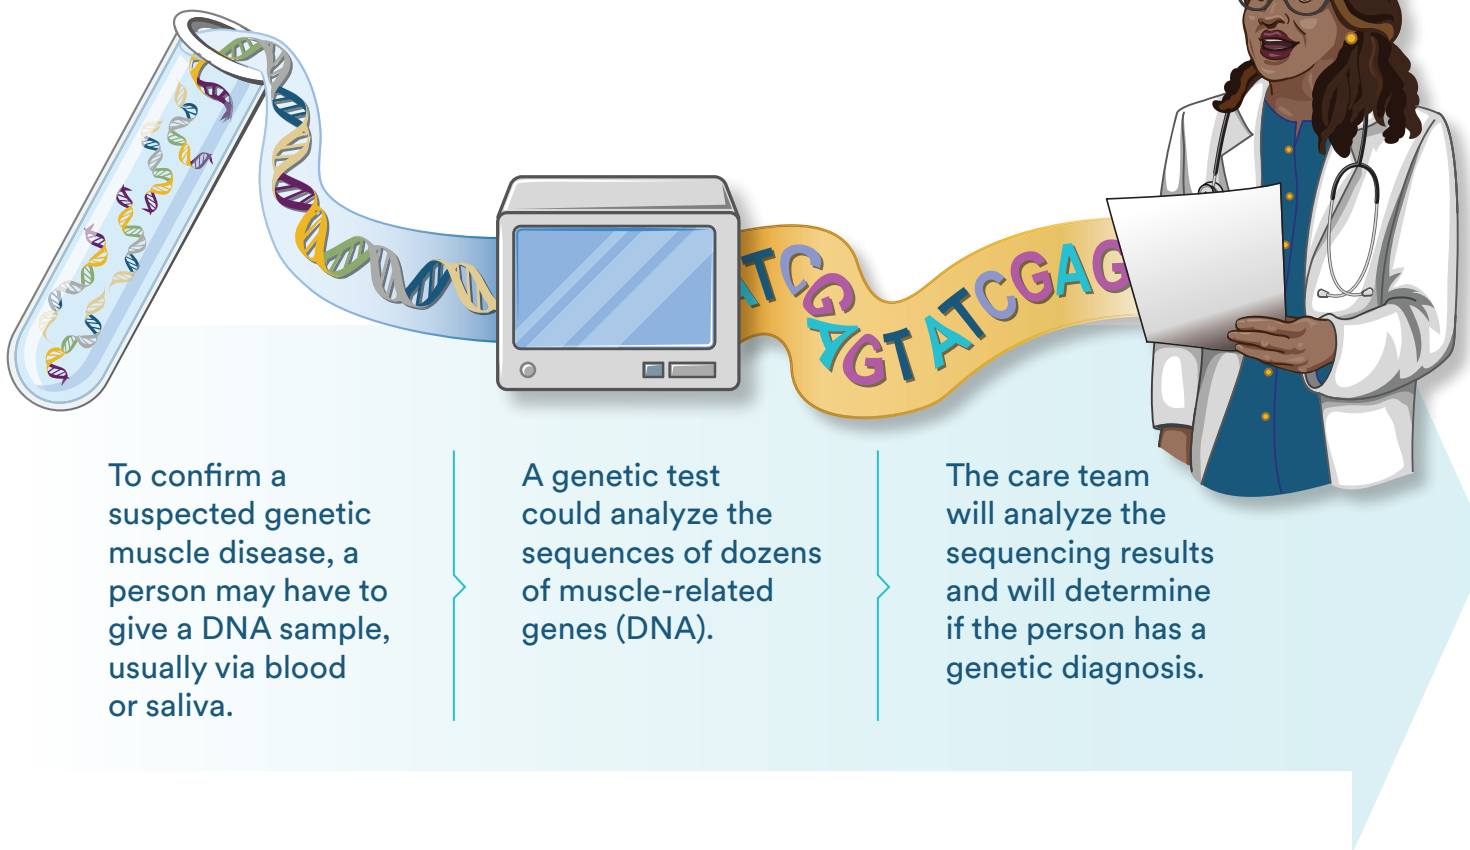 ATCGAGTATCGAG
To confirm a
suspected genetic
muscle disease, a
person may have to
give a DNA sample,
usually via blood
or saliva.
A genetic test
could analyze the
sequences of dozens
of muscle-related
genes (DNA).
The care team
will analyze the
sequencing results
and will determine
if the person has a
genetic diagnosis.